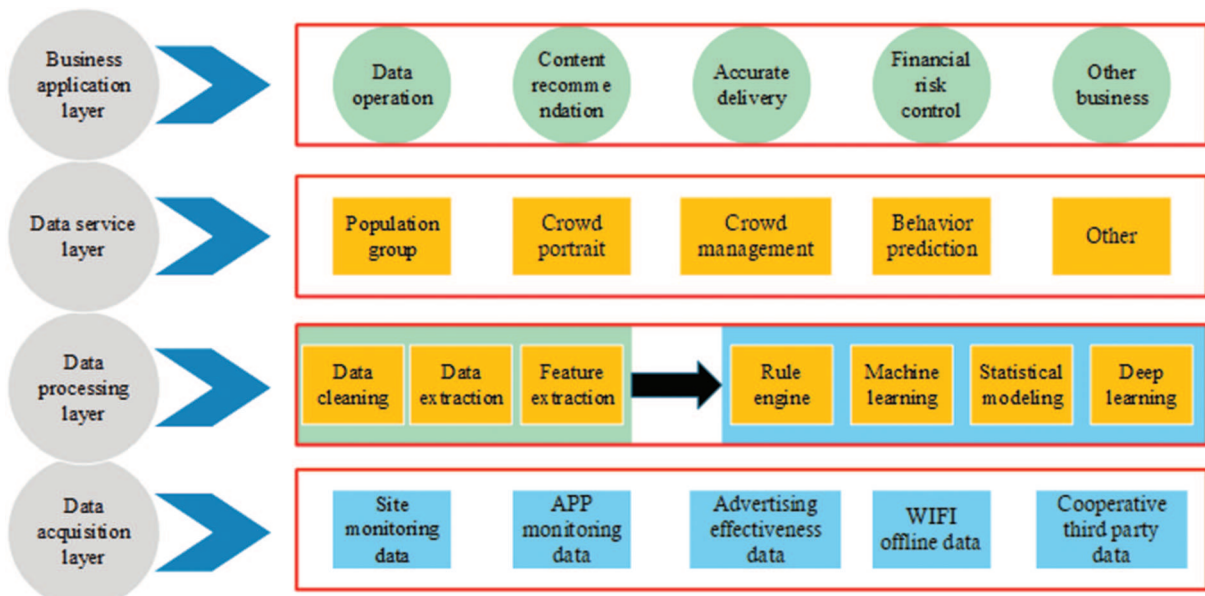 Business
application
layer
Data
operation
Content
recomme
ndation
Accurate
delivery
Financial
risk
control
Other
business
Data service
layer
Population
group
Crowd
portrait
Crowd
management
Behavior
prediction
Other
Data
processing
layer
Data
cleaning
Data
extraction
Feature
extraction
Rule
engine
Machine
learning
Statistical
modeling
Deep
learning
Data
acquisition
layer
Site
monitoring
data
APP
monitoring
data
Advertising
effectiveness
data
WIFI
offline data
Cooperative
third party
data